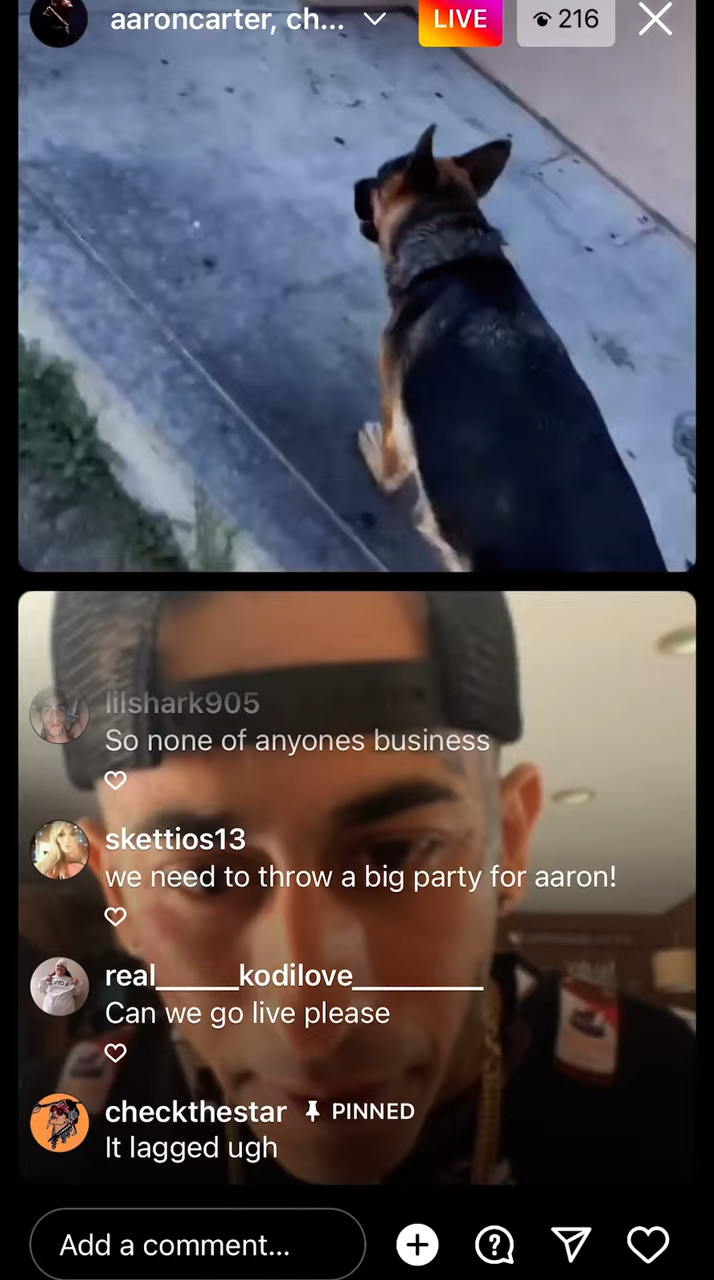 aaroncarter, ch...
LIVE
216
lilshark905
So none of anyones business
skettios13
we need to throw a big party for aaron!
real______kodilove_________
Can we go live please
checkthestar PINNED
It lagged ugh
Add a comment...